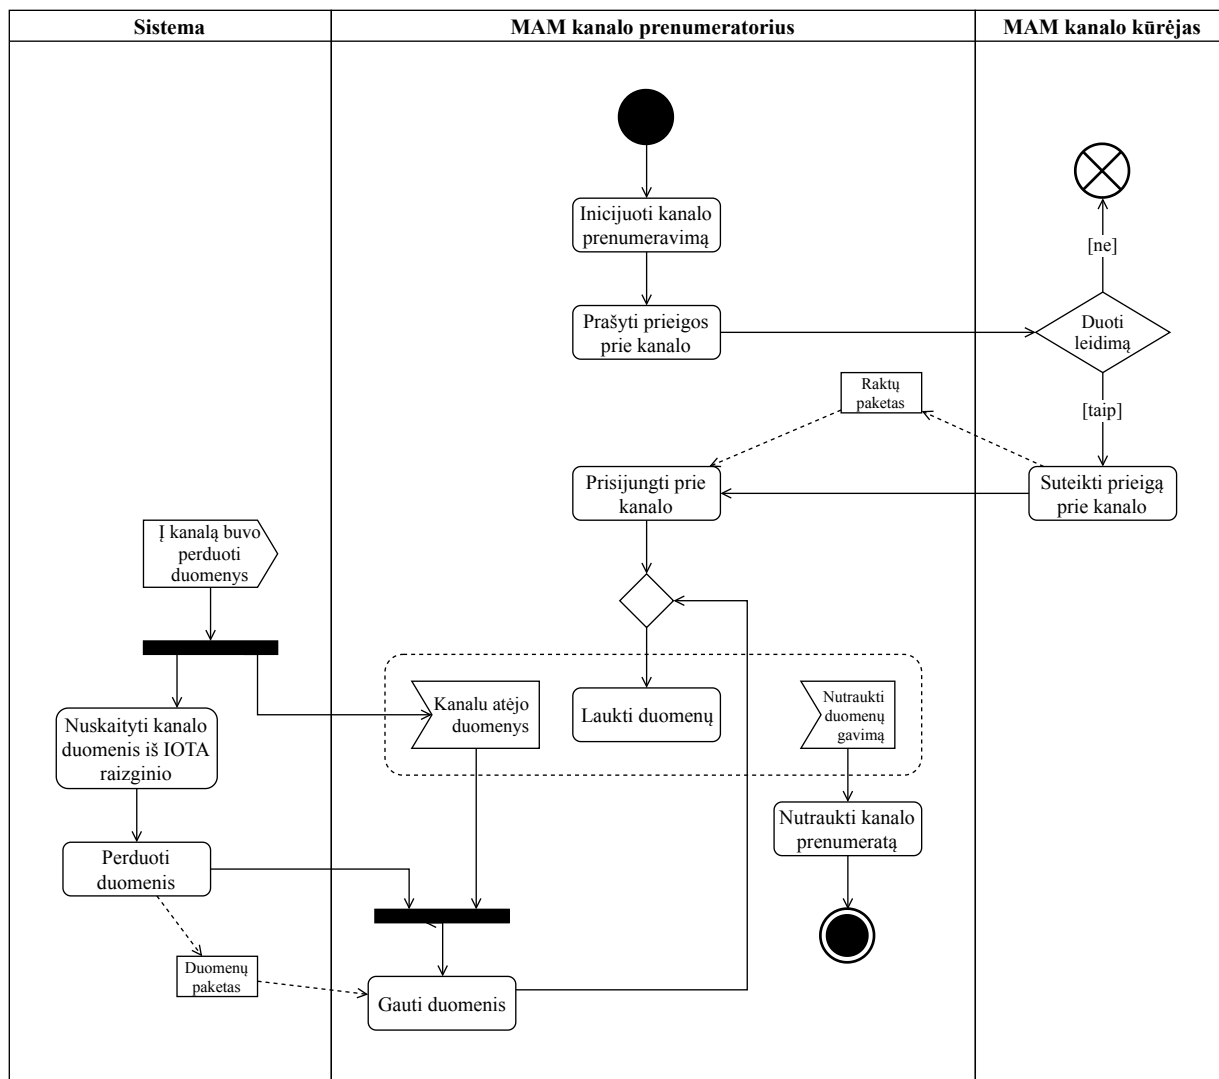 Sistema
MAM kanalo prenumeratorius
MAM kanalo kūrėjas
Inicijuoti kanalo
prenumeravimą
[ne]
Prašyti prieigos
prie kanalo
Duoti
leidimą
Raktų
paketas
[taip]
Prisijungti prie
kanalo
Suteikti prieigą
prie kanalo
Į kanalą buvo
perduoti
duomenys
Kanalu atėjo
duomenys
Laukti duomenų
Nutraukti
duomenų
gavimą
Nuskaityti kanalo
duomenis iš IOTA
raizginio
Nutraukti kanalo
prenumeratą
Perduoti
duomenis
Duomenų
paketas
Gauti duomenis